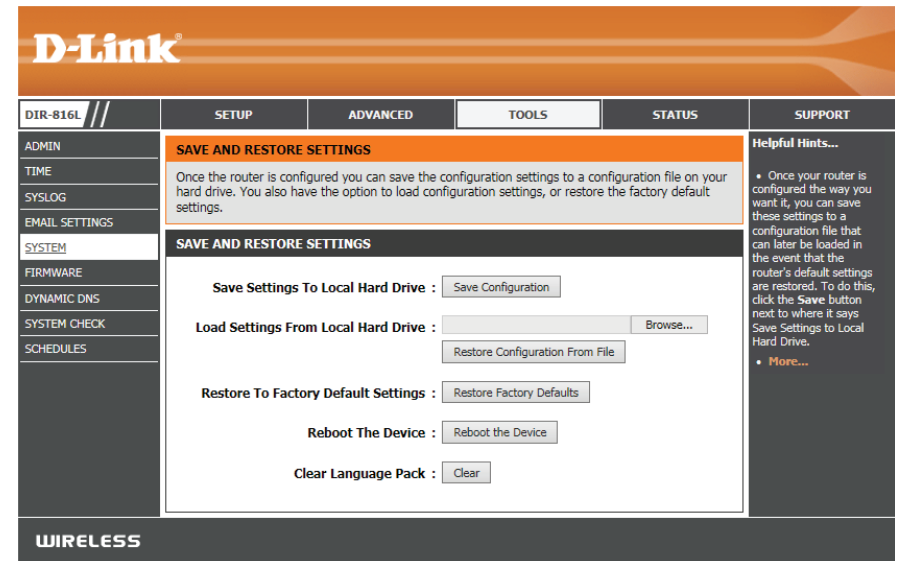 D-Link®
DIR-816L
SETUP
ADVANCED
TOOLS
STATUS
SUPPORT
ADMIN
TIME
SYSLOG
EMAIL SETTINGS
SYSTEM
FIRMWARE
DYNAMIC DNS
SYSTEM CHECK
SCHEDULES
SAVE AND RESTORE SETTINGS
Once the router is configured you can save the configuration settings to a configuration file on your
hard drive. You also have the option to load configuration settings, or restore the factory default
settings.
SAVE AND RESTORE SETTINGS
Save Settings To Local Hard Drive : Save Configuration
Load Settings From Local Hard Drive : Browse...
Restore Configuration From File
Restore To Factory Default Settings : Restore Factory Defaults
Reboot The Device : Reboot the Device
Clear Language Pack : Clear
Helpful Hints...
• Once your router is
configured the way you
want it, you can save
these settings to a
configuration file that
can later be loaded in
the event that the
router's default settings
are restored. To do this,
click the Save button
next to where it says
Save Settings to Local
Hard Drive.
• More...
WIRELESS